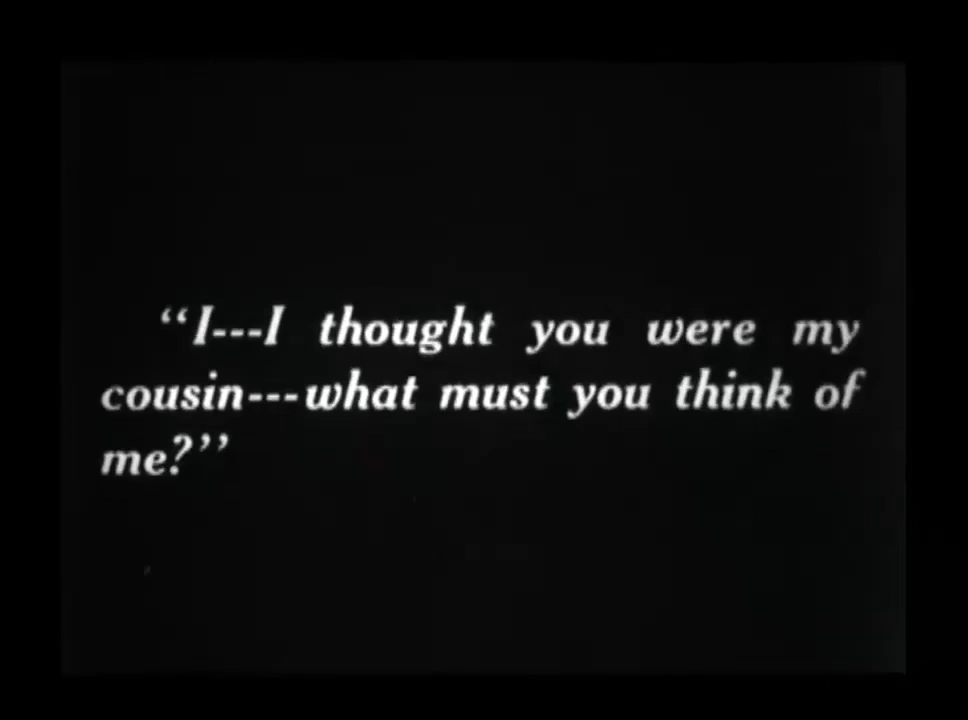 “I---I thought you were my
cousin---what must you think of
me?”